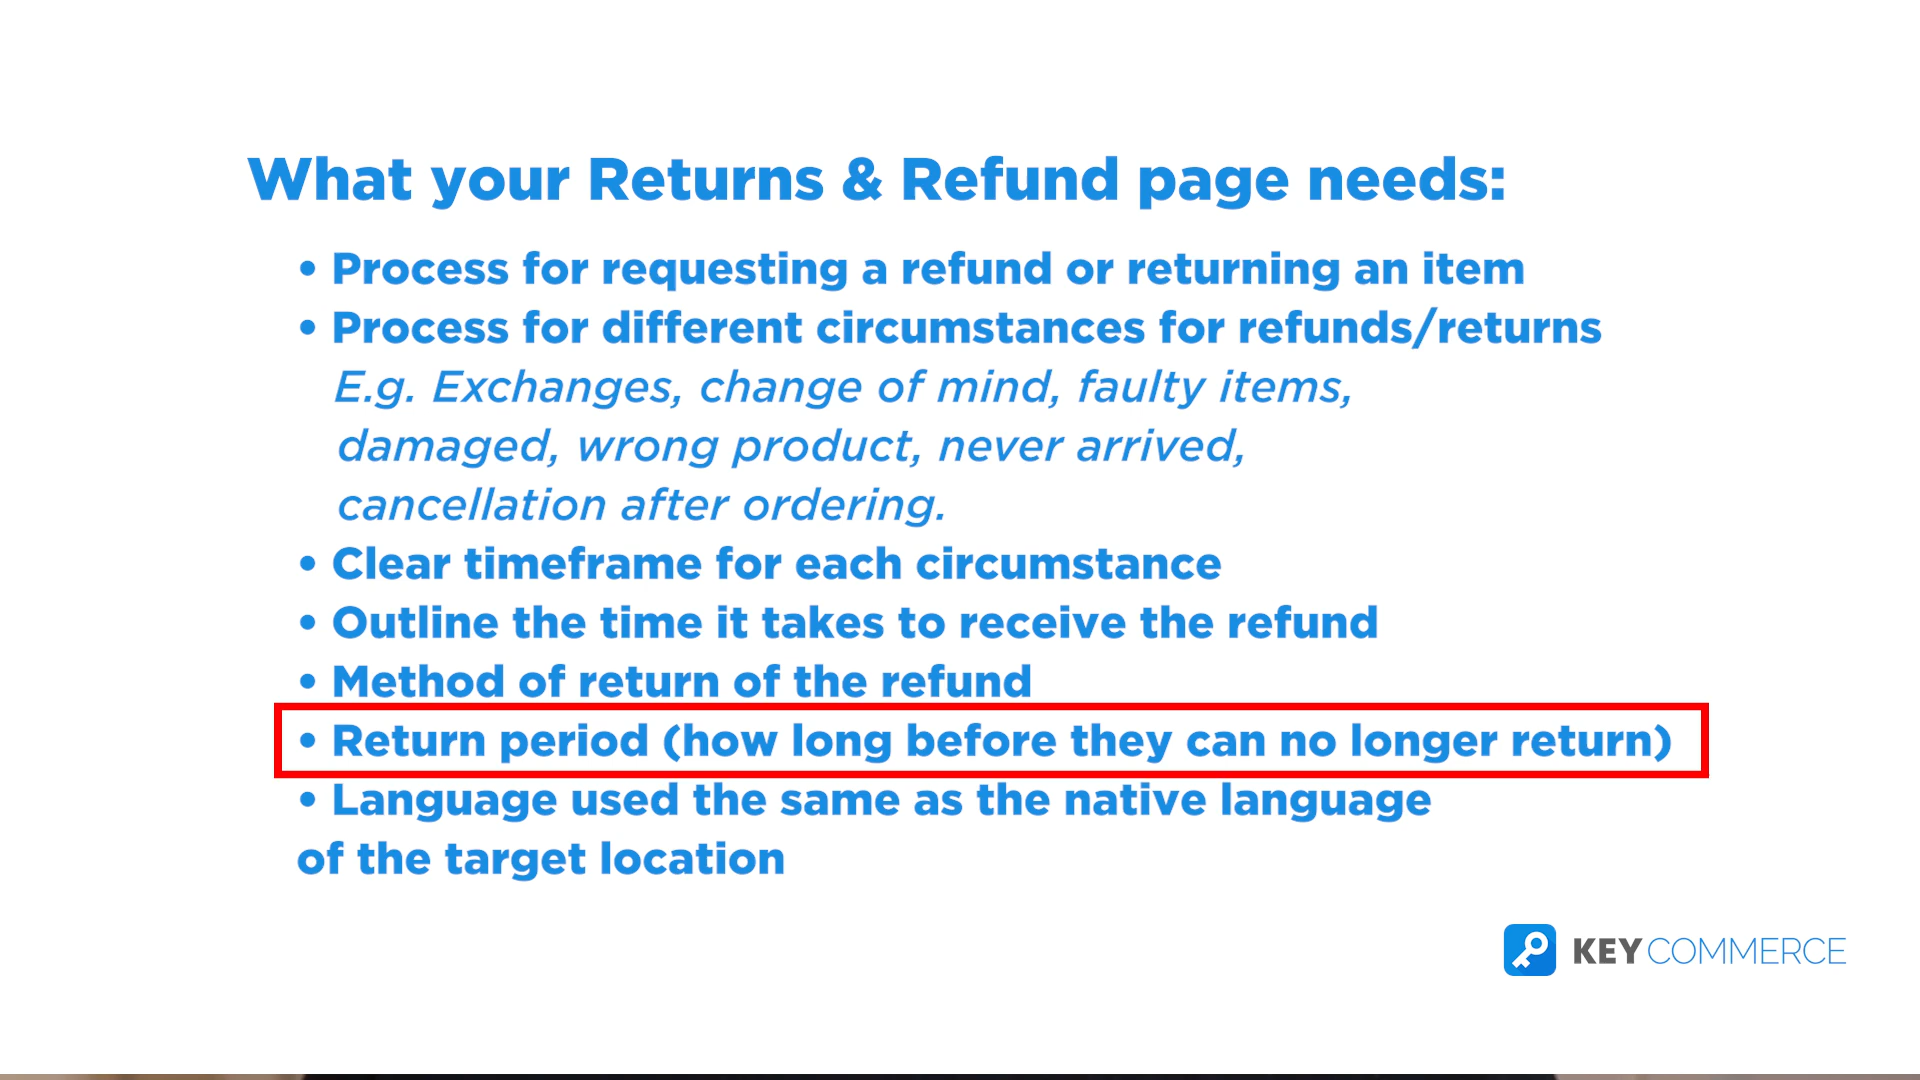 What your Returns & Refund page needs:
• Process for requesting a refund or returning an item
• Process for different circumstances for refunds/returns
E.g. Exchanges, change of mind, faulty items,
damaged, wrong product, never arrived,
cancellation after ordering.
• Clear timeframe for each circumstance
• Outline the time it takes to receive the refund
• Method of return of the refund
• Return period (how long before they can no longer return)
• Language used the same as the native language
of the target location
KEY COMMERCE